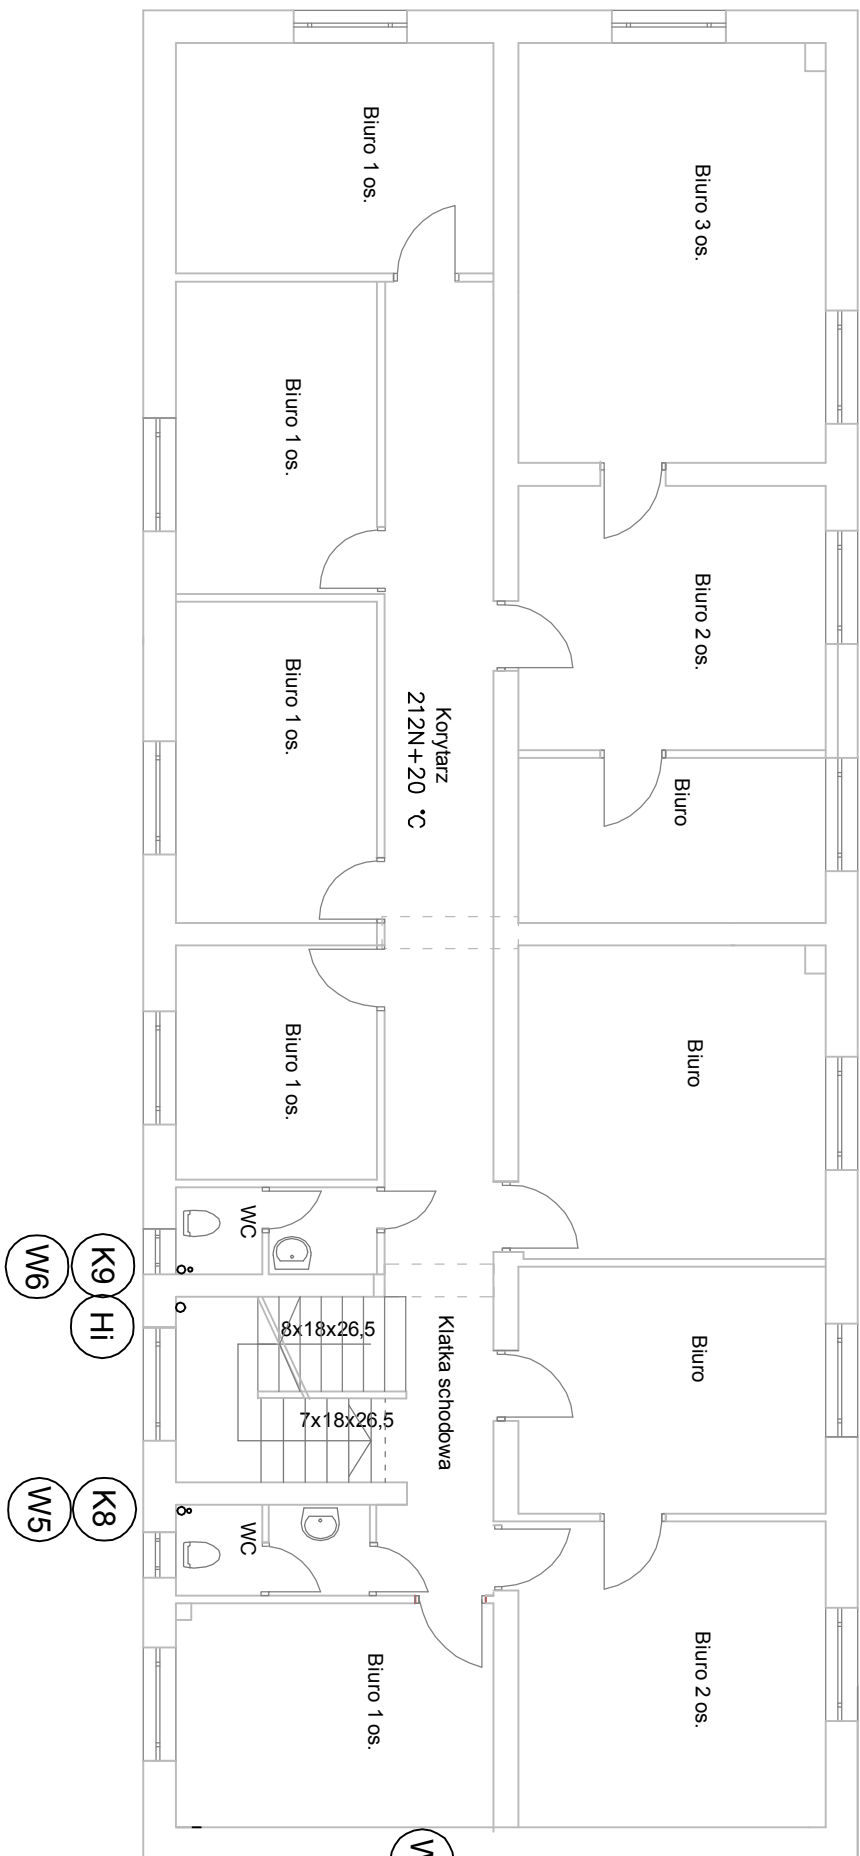 Biuro 1 os.
Biuro 3 os.
Biuro 1 os.
Biuro 2 os.
Biuro 1 os.
Korytarz
212N+20 °C
Biuro
Biuro 1 os.
Biuro
WC
K9
W6
Hi
8x18x26,5
Klatka schodowa
Biuro
7x18x26,5
K8
W5
WC
Biuro 1 os.
Biuro 2 os.